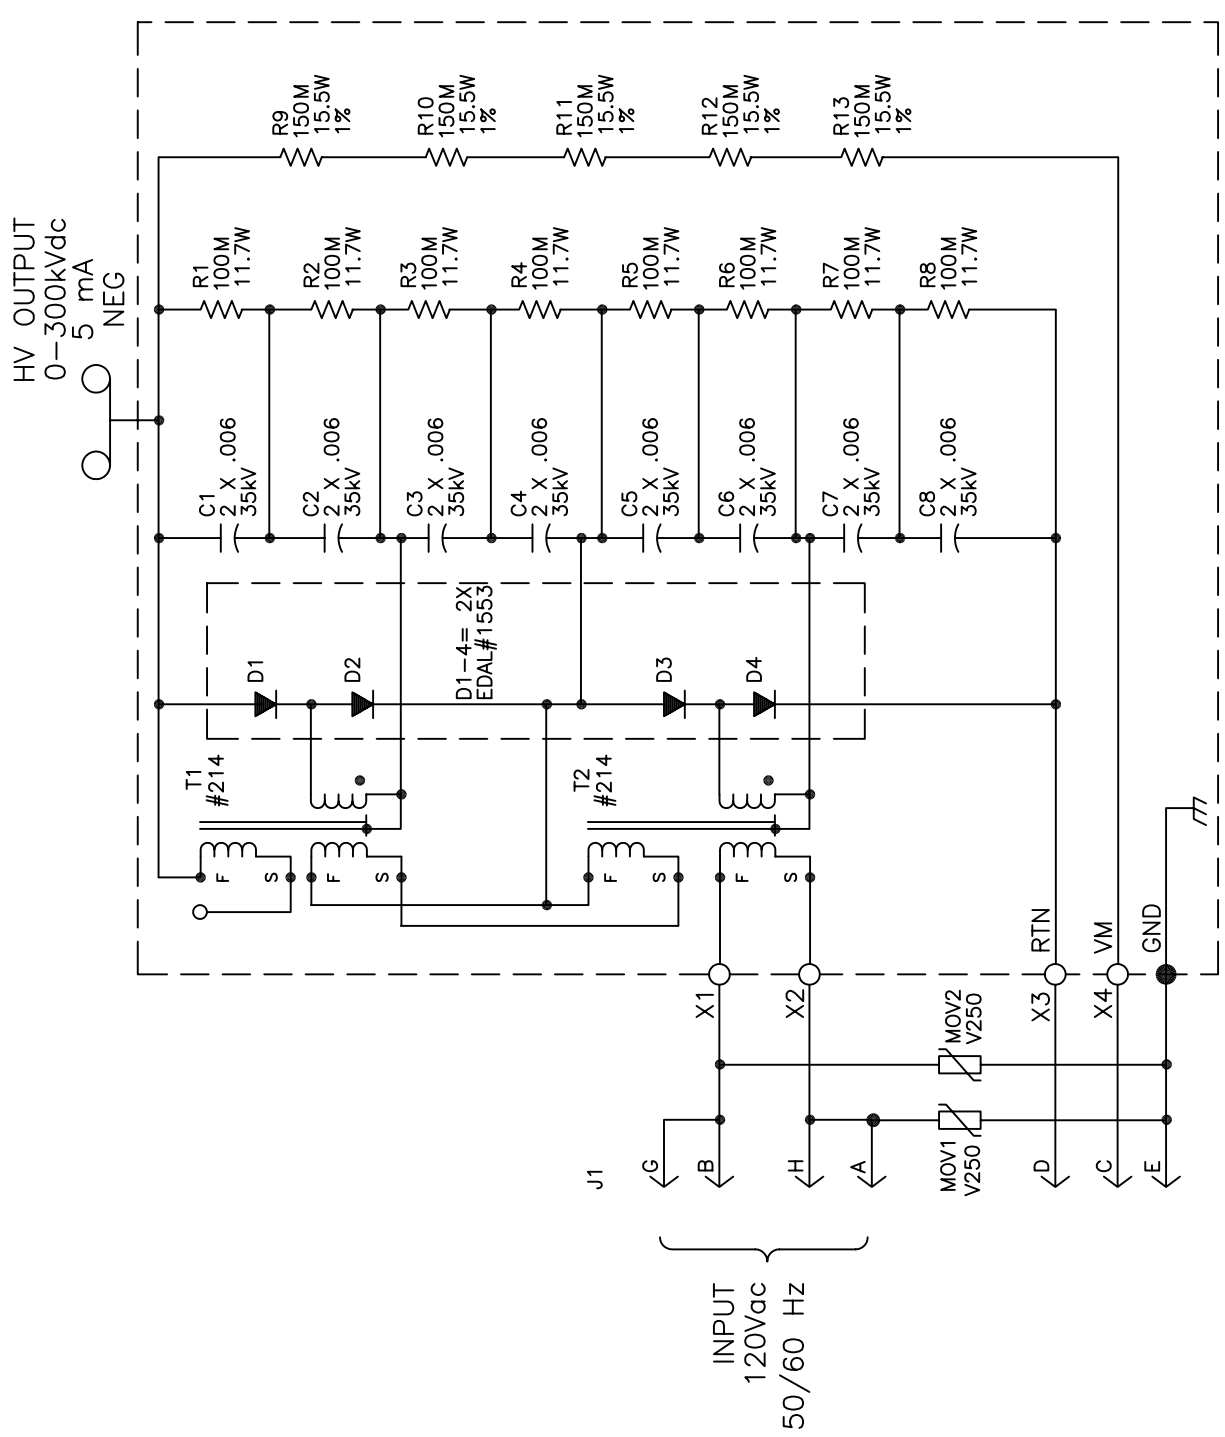 HV OUTPUT
0-300kVdc
5 mA
NEG
R9
150M
15.5W
1%
R10
150M
15.5W
1%
R11
150M
15.5W
1%
R12
150M
15.5W
1%
R13
150M
15.5W
1%
R1
100M
11.7W
R2
100M
11.7W
R3
100M
11.7W
R4
100M
11.7W
R5
100M
11.7W
R6
100M
11.7W
R7
100M
11.7W
R8
100M
11.7W
C1
2 X .006
35kV
C2
2 X .006
35kV
C3
2 X .006
35kV
C4
2 X .006
35kV
C5
2 X .006
35kV
C6
2 X .006
35kV
C7
2 X .006
35kV
C8
2 X .006
35kV
D1
D2
D1-4= 2X
EDAL#1553
D3
D4
T1
#214
T2
#214
F
S
F
S
F
S
F
S
X1
X2
X3
RTN
X4
VM
GND
MOV2
V250
MOV1
V250
J1
G
B
H
A
D
C
E
INPUT
120Vac
50/60 Hz